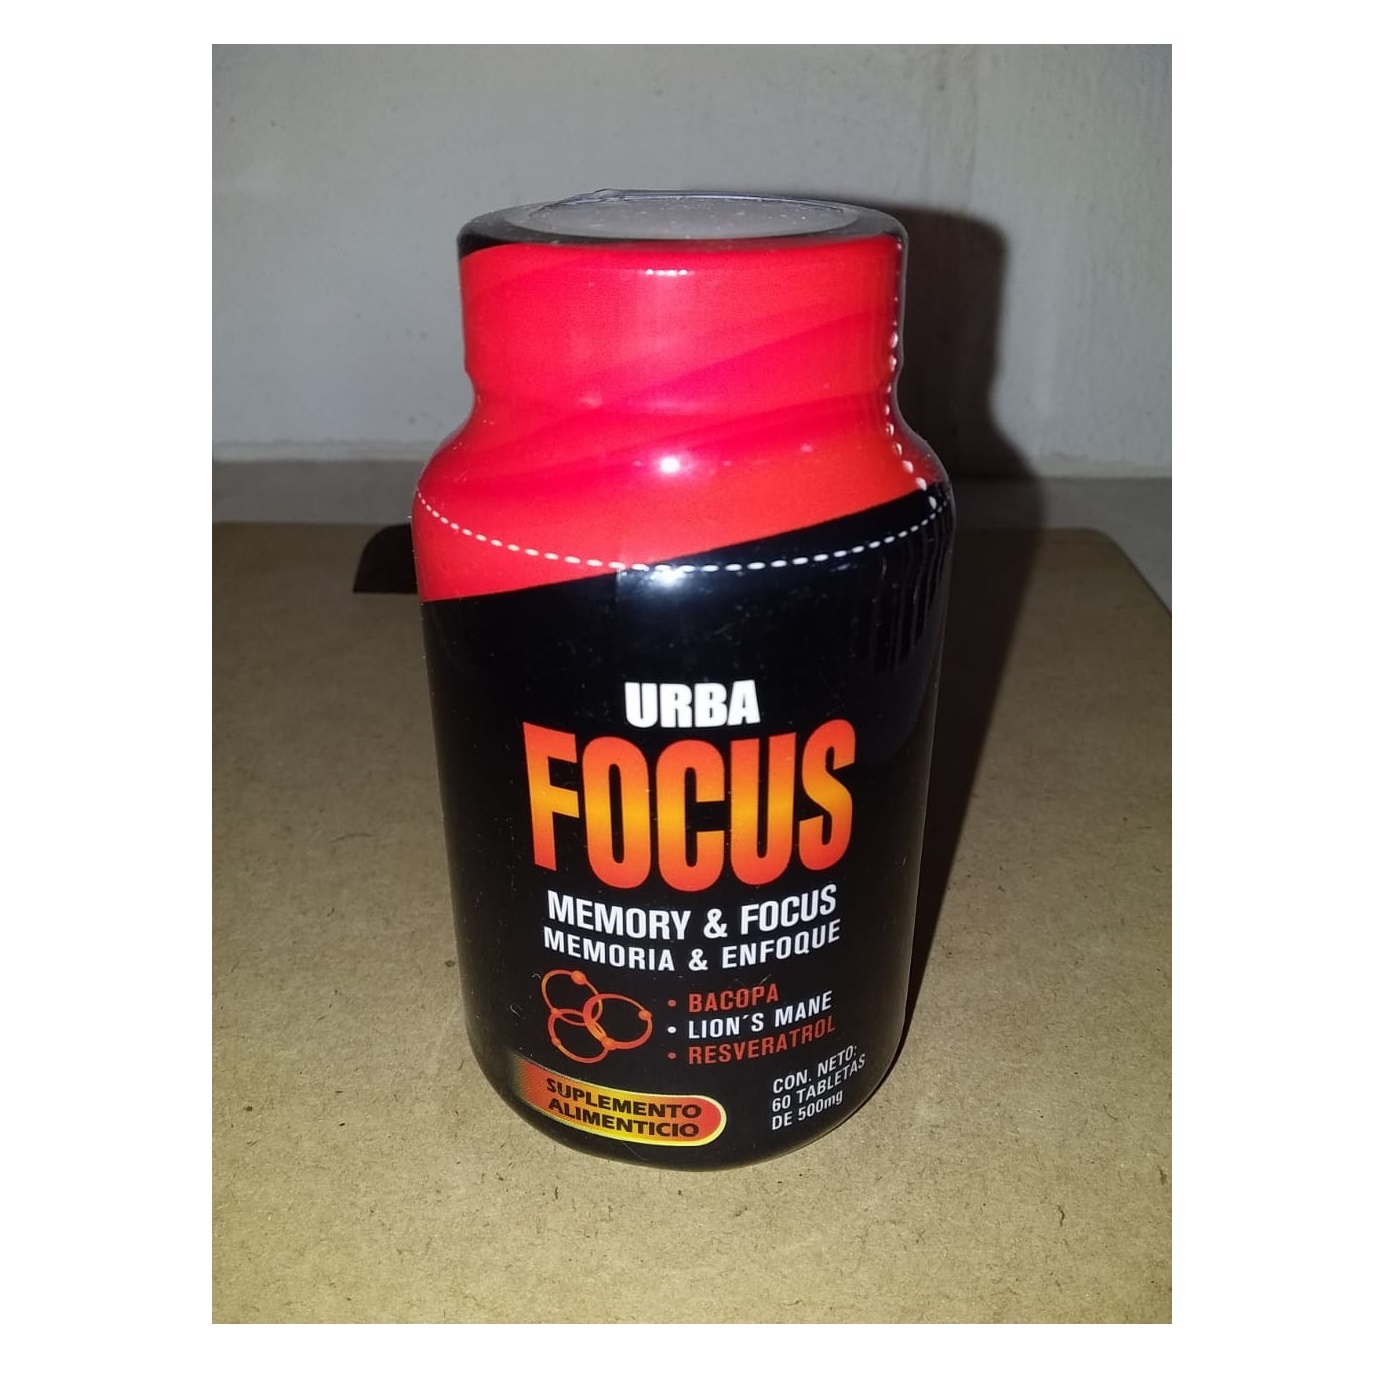 URBA
FOCUS
MEMORY & FOCUS
MEMORIA & ENFOQUE
• BACOPA
• LION´S MANE
• RESVERATROL
SUPLEMENTO
ALIMENTICIO
CON. NETO:
60 TABLETAS
DE 500mg